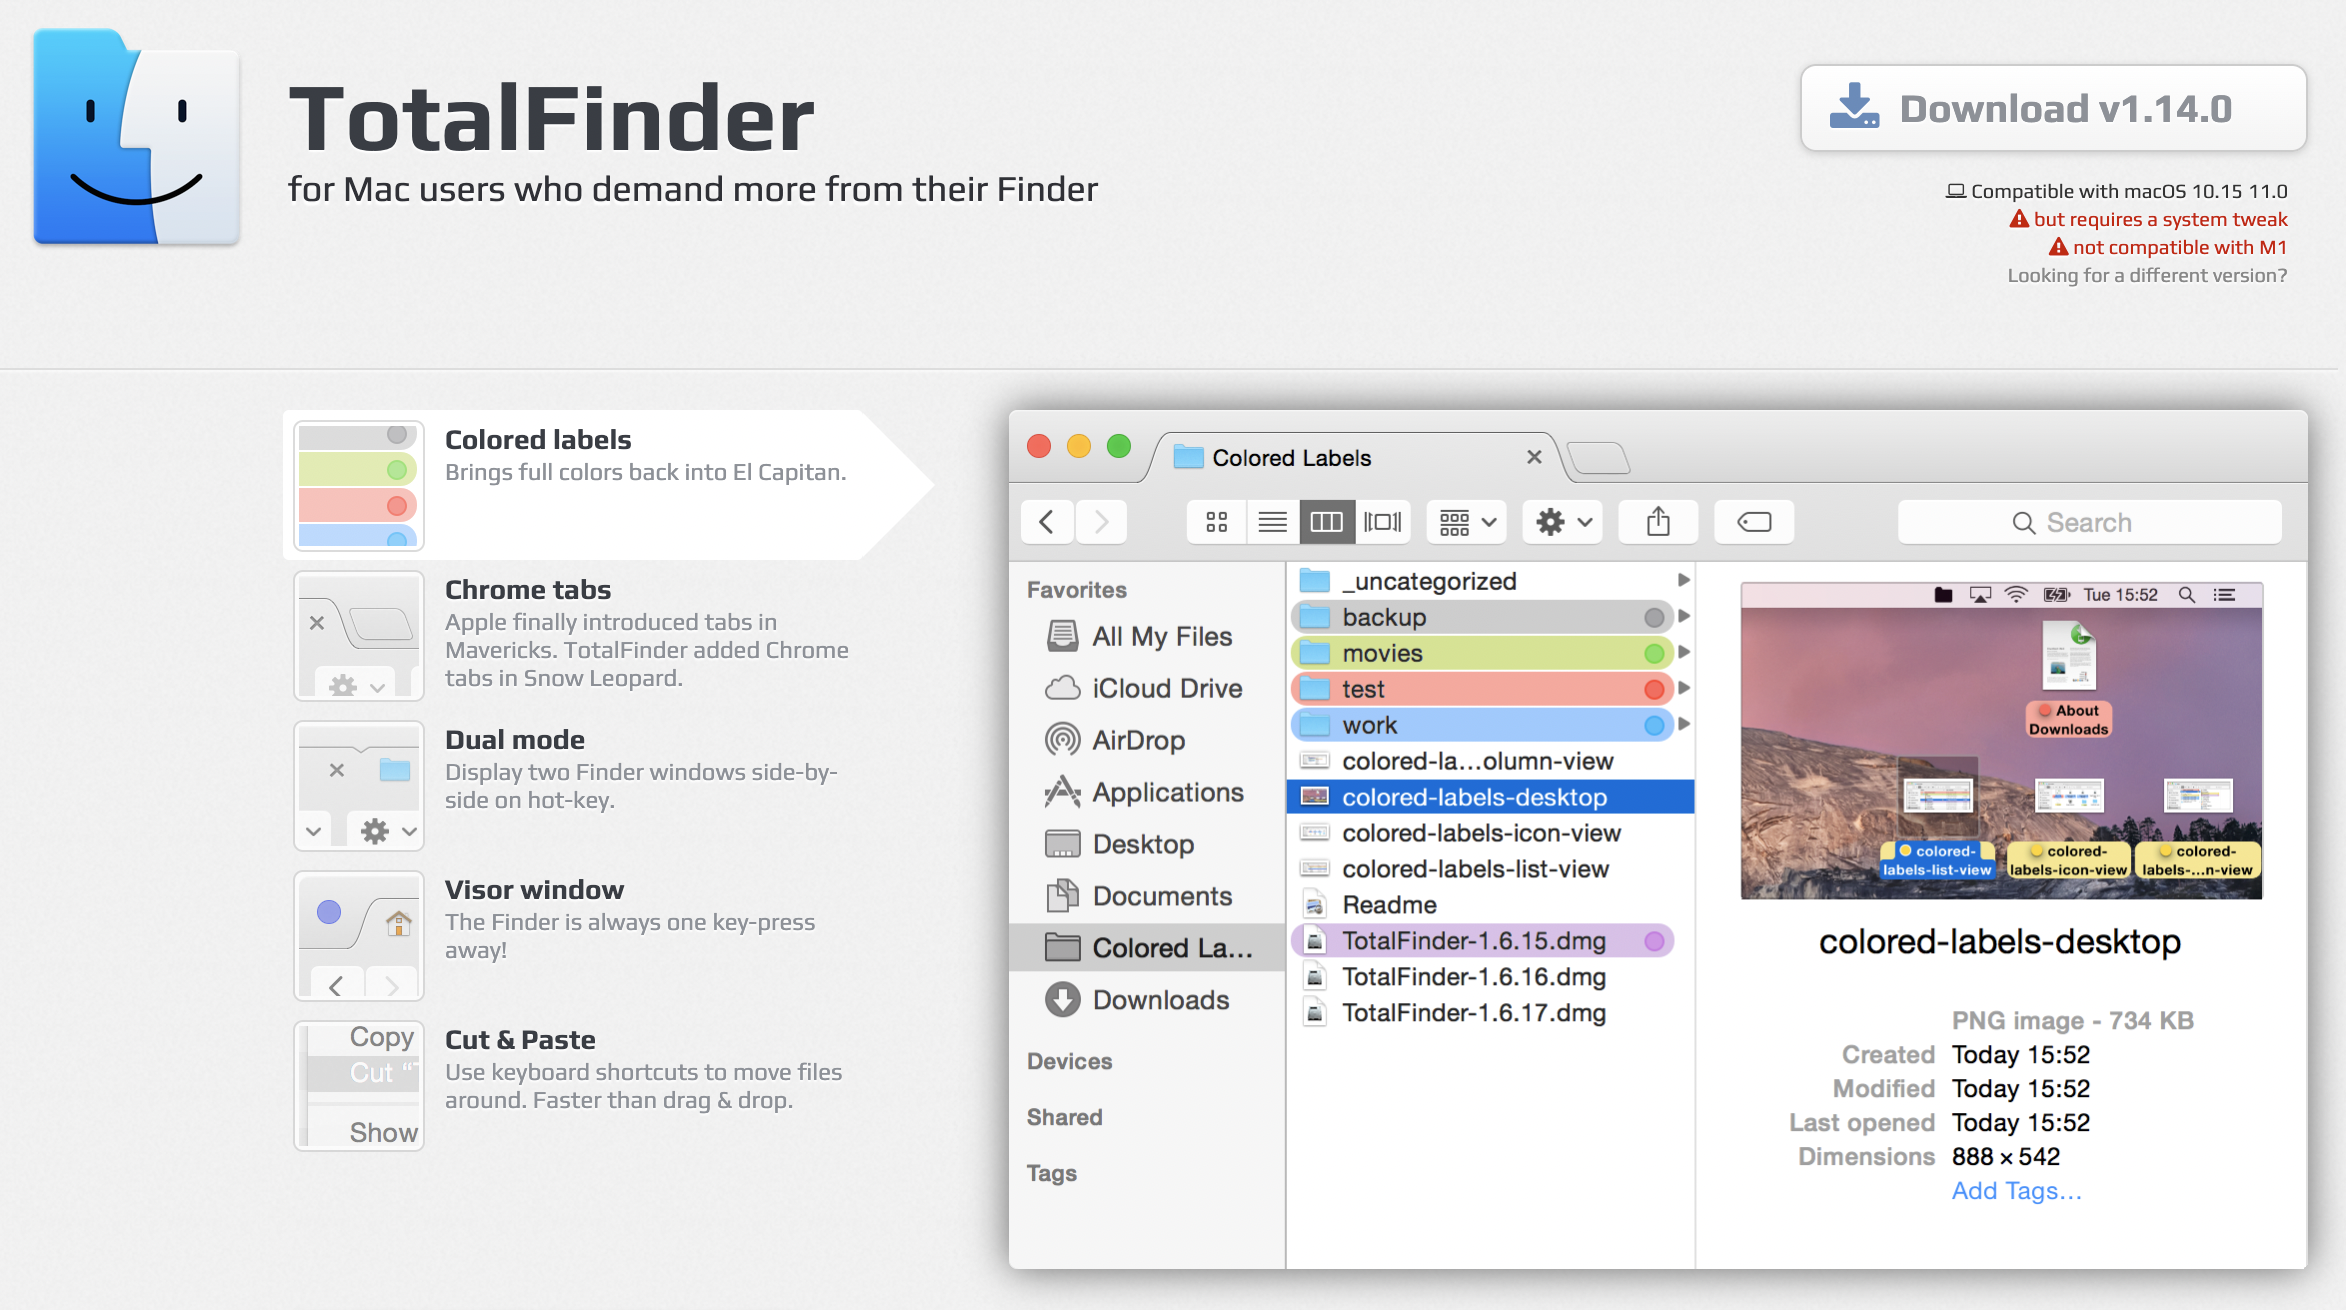 TotalFinder
for Mac users who demand more from their Finder
Download v1.14.0
Compatible with macOS 10.15 11.0
but requires a system tweak
not compatible with M1
Looking for a different version?
Colored labels
Brings full colors back into El Capitan.
Chrome tabs
Apple finally introduced tabs in
Mavericks. TotalFinder added Chrome
tabs in Snow Leopard.
Dual mode
Display two Finder windows side-by-
side on hot-key.
Visor window
The Finder is always one key-press
away!
Copy
Cut “
Show
Cut & Paste
Use keyboard shortcuts to move files
around. Faster than drag & drop.
Colored Labels
Search
Favorites
All My Files
iCloud Drive
AirDrop
Applications
Desktop
Documents
Colored La...
Downloads
Devices
Shared
Tags
_uncategorized
backup
movies
test
work
colored-la...olumn-view
colored-labels-desktop
colored-labels-icon-view
colored-labels-list-view
Readme
TotalFinder-1.6.15.dmg
TotalFinder-1.6.16.dmg
TotalFinder-1.6.17.dmg
Tue 15:52
About
Downloads
colored-
labels-list-view
colored-
labels-icon-view
colored-
labels-...n-view
colored-labels-desktop
PNG image - 734 KB
Created Today 15:52
Modified Today 15:52
Last opened Today 15:52
Dimensions 888 × 542
Add Tags...